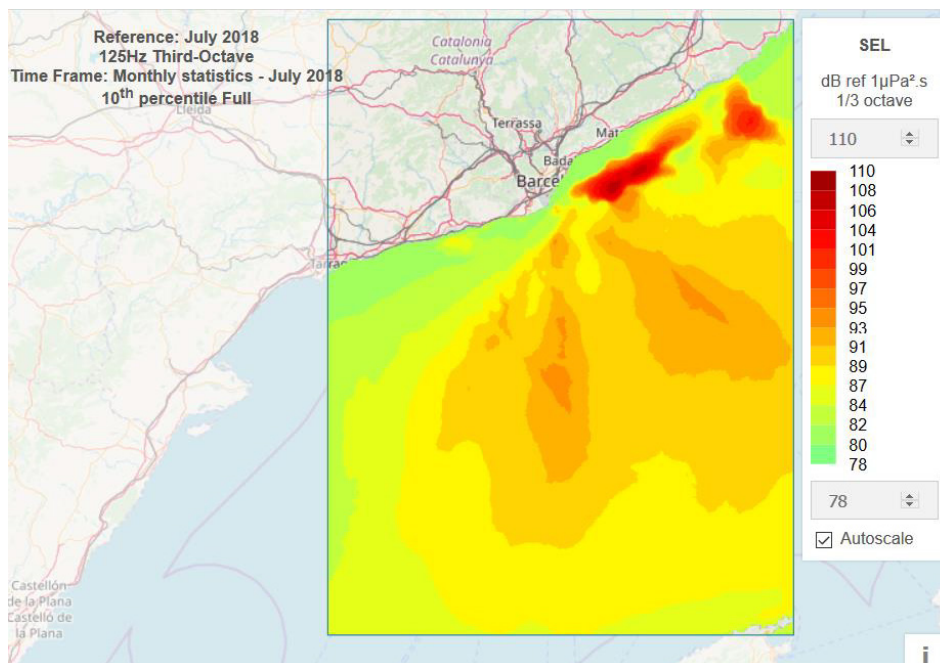 Reference: July 2018
125Hz Third-Octave
Time Frame: Monthly statistics - July 2018
10th percentile Full
Catalonia
Catalunya
Lleida
Terrassa
Mat
Bada
Barcel
Tarrag
Castellón
de la Plana
Castelló de
la Plana
SEL
dB ref 1µPa².s
1/3 octave
110
110
108
106
104
101
99
97
95
93
91
89
87
84
82
80
78
78
Autoscale
i